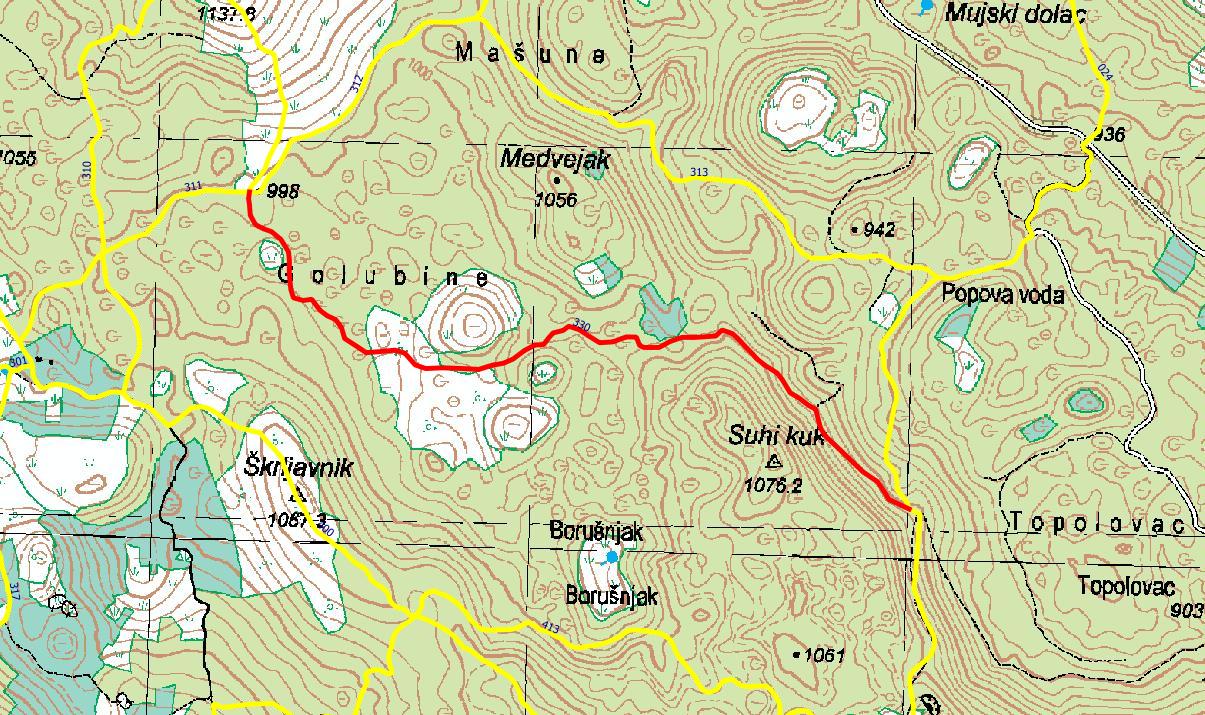 1137.8
Mujski dolac
Mašune
312
1000
024
936
1055
Medvejak
1056
310
311
998
313
942
Golubine
Popova voda
330
301
Suhi kuk
1076.2
Škrljavnik
1067.3
Borušnjak
Topolovac
Borušnjak
Topolovac
903
317
413
1061